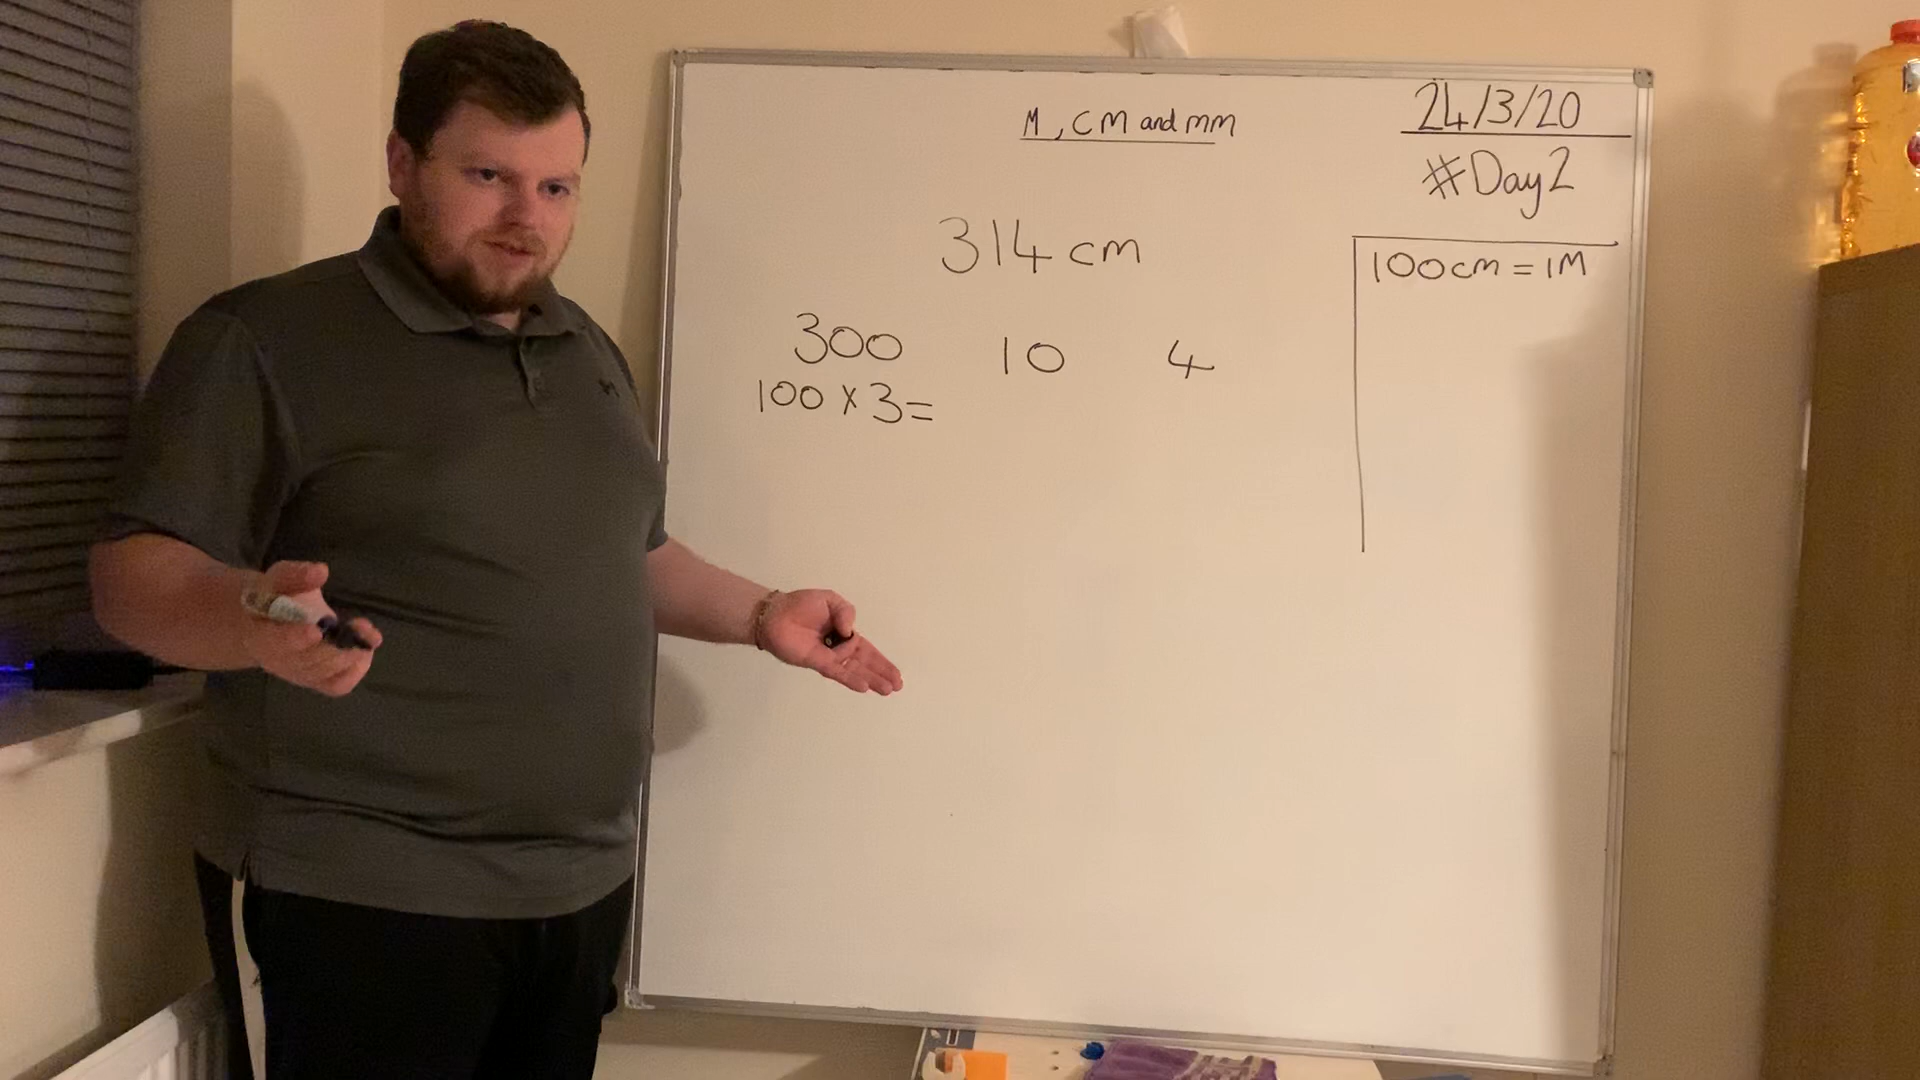 M, cm and mm
24/3/20
#Day2
314 cm
100cm = 1M
300 10 4
100 x 3 =